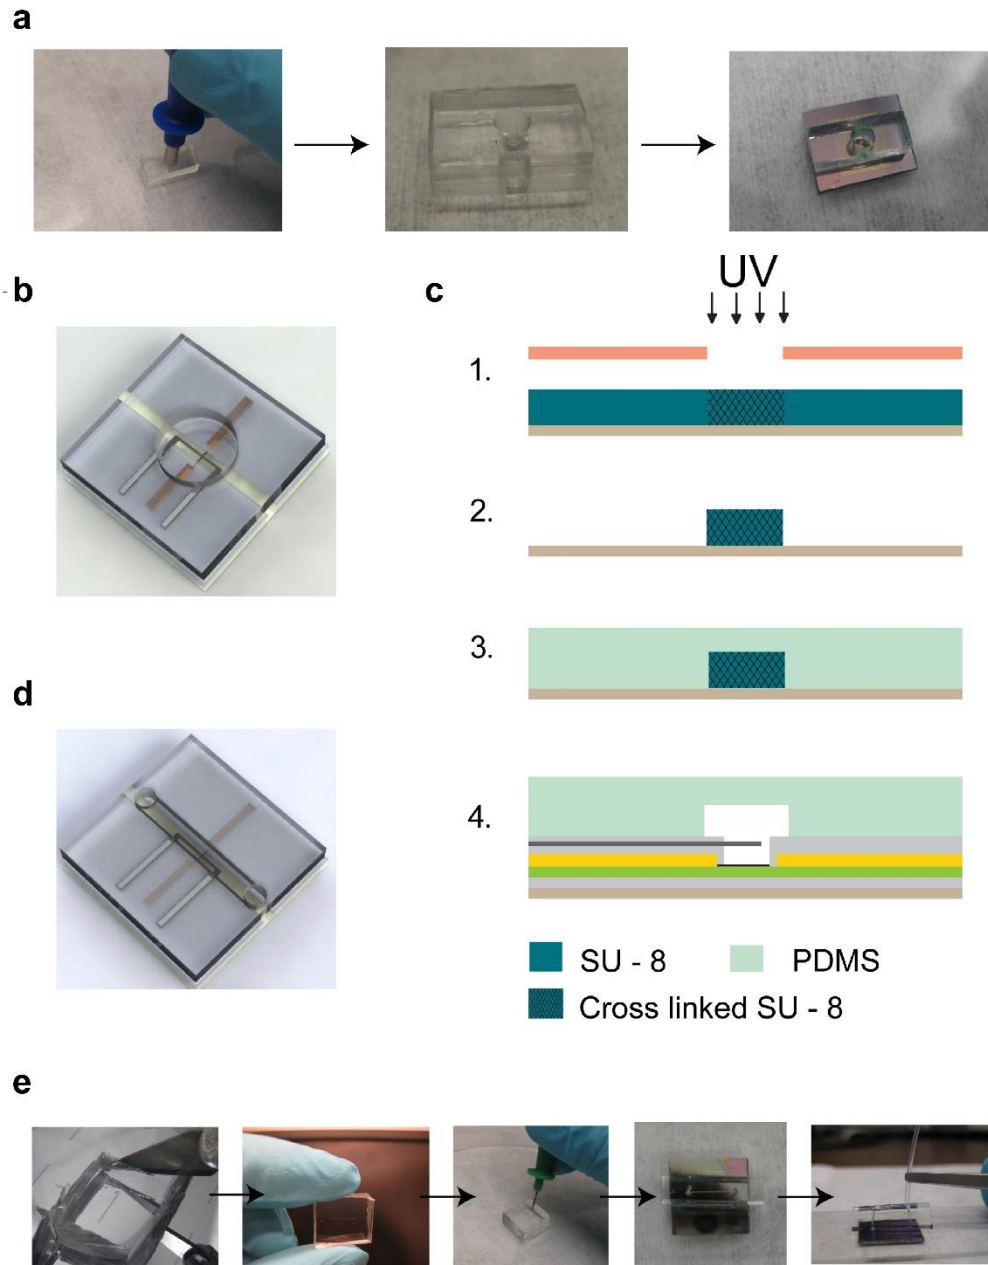 a
b
c
UV
1.
2.
3.
d
4.
SU - 8
PDMS
Cross linked SU - 8
e